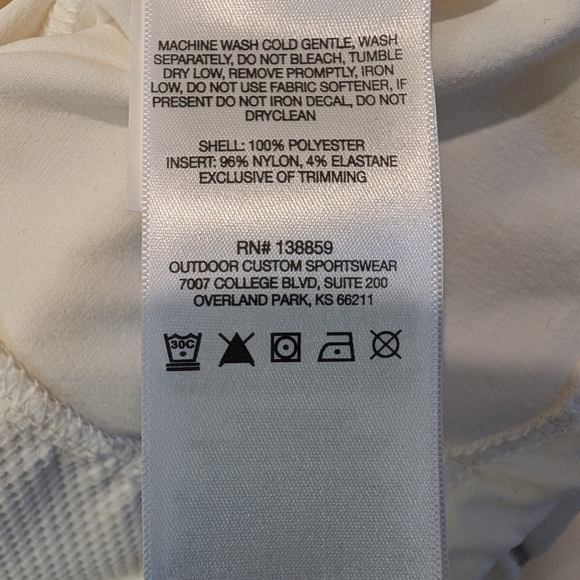 MACHINE WASH COLD GENTLE, WASH
SEPARATELY, DO NOT BLEACH, TUMBLE
DRY LOW, REMOVE PROMPTLY, IRON
LOW, DO NOT USE FABRIC SOFTENER, IF
PRESENT DO NOT IRON DECAL, DO NOT
DRYCLEAN
SHELL: 100% POLYESTER
INSERT: 96% NYLON, 4% ELASTANE
EXCLUSIVE OF TRIMMING
RN# 138859
OUTDOOR CUSTOM SPORTSWEAR
7007 COLLEGE BLVD, SUITE 200
OVERLAND PARK, KS 66211
30C